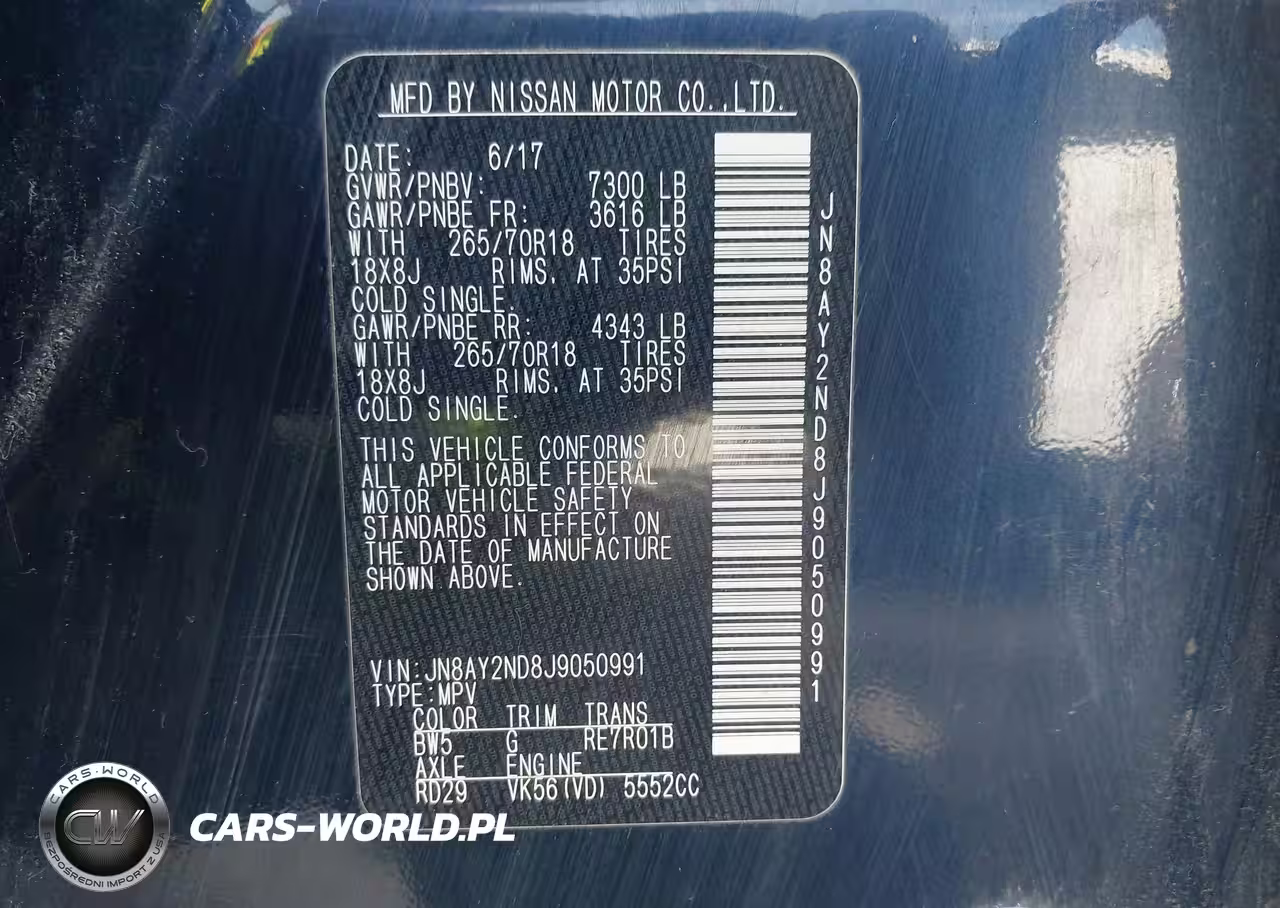 MFD BY NISSAN MOTOR CO.,LTD.
DATE: 6/17
GVWR/PNBV: 7300 LB
GAWR/PNBE FR: 3616 LB
WITH 265/70R18 TIRES
18X8J RIMS. AT 35PSI
COLD SINGLE.
GAWR/PNBE RR: 4343 LB
WITH 265/70R18 TIRES
18X8J RIMS. AT 35PSI
COLD SINGLE.
THIS VEHICLE CONFORMS TO
ALL APPLICABLE FEDERAL
MOTOR VEHICLE SAFETY
STANDARDS IN EFFECT ON
THE DATE OF MANUFACTURE
SHOWN ABOVE.
VIN:JN8AY2ND8J9050991
TYPE:MPV
COLOR TRIM TRANS
BW5 G RE7R01B
AXLE ENGINE
RD29 VK56(VD) 5552CC
JN8AY2ND8J9050991
CARS-WORLD
CW
BEZPOŚREDNI IMPORT Z USA
CARS-WORLD.PL